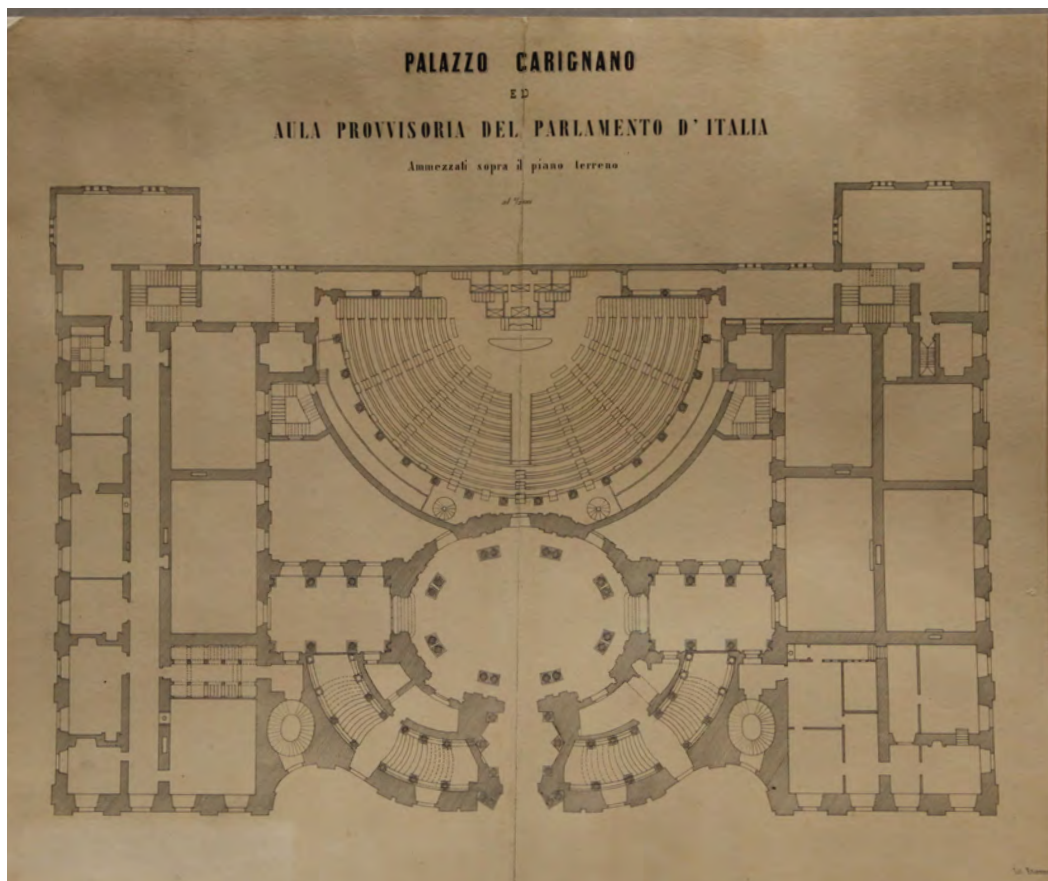 PALAZZO CARIGNANO
ED
AULA PROVVISORIA DEL PARLAMENTO D'ITALIA
Ammezzati sopra il piano terreno